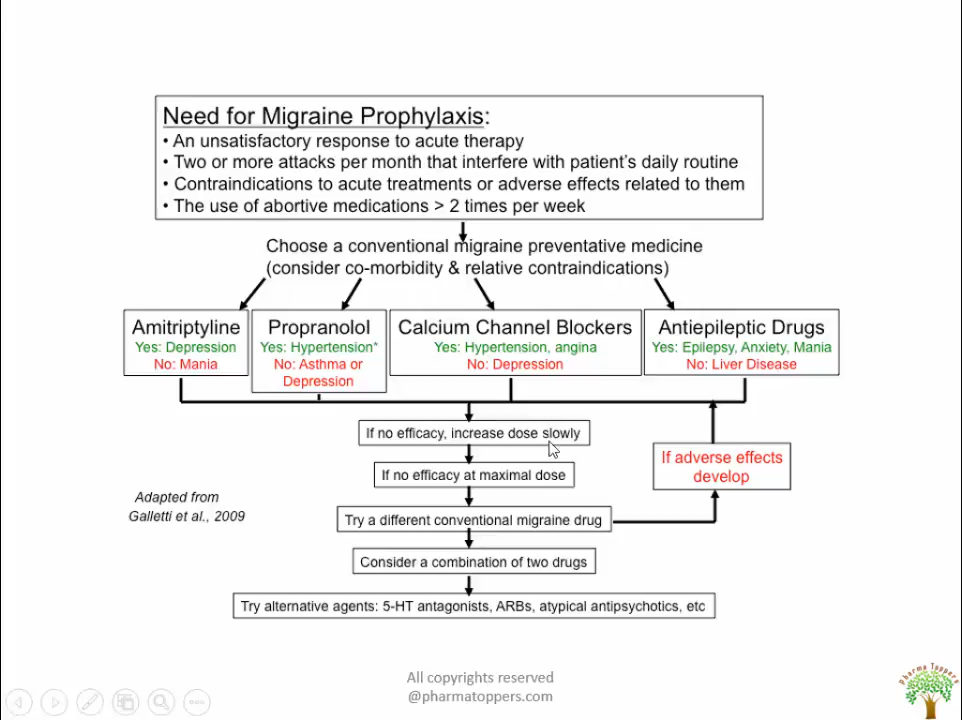 Need for Migraine Prophylaxis:
• An unsatisfactory response to acute therapy
• Two or more attacks per month that interfere with patient's daily routine
• Contraindications to acute treatments or adverse effects related to them
• The use of abortive medications > 2 times per week
Choose a conventional migraine preventative medicine
(consider co-morbidity & relative contraindications)
Amitriptyline
Yes: Depression
No: Mania
Propranolol
Yes: Hypertension*
No: Asthma or
Depression
Calcium Channel Blockers
Yes: Hypertension, angina
No: Depression
Antiepileptic Drugs
Yes: Epilepsy, Anxiety, Mania
No: Liver Disease
If no efficacy, increase dose slowly
If adverse effects
develop
If no efficacy at maximal dose
Adapted from
Galletti et al., 2009
Try a different conventional migraine drug
Consider a combination of two drugs
Try alternative agents: 5-HT antagonists, ARBs, atypical antipsychotics, etc
All copyrights reserved
@pharmatoppers.com
Pharma Toppers